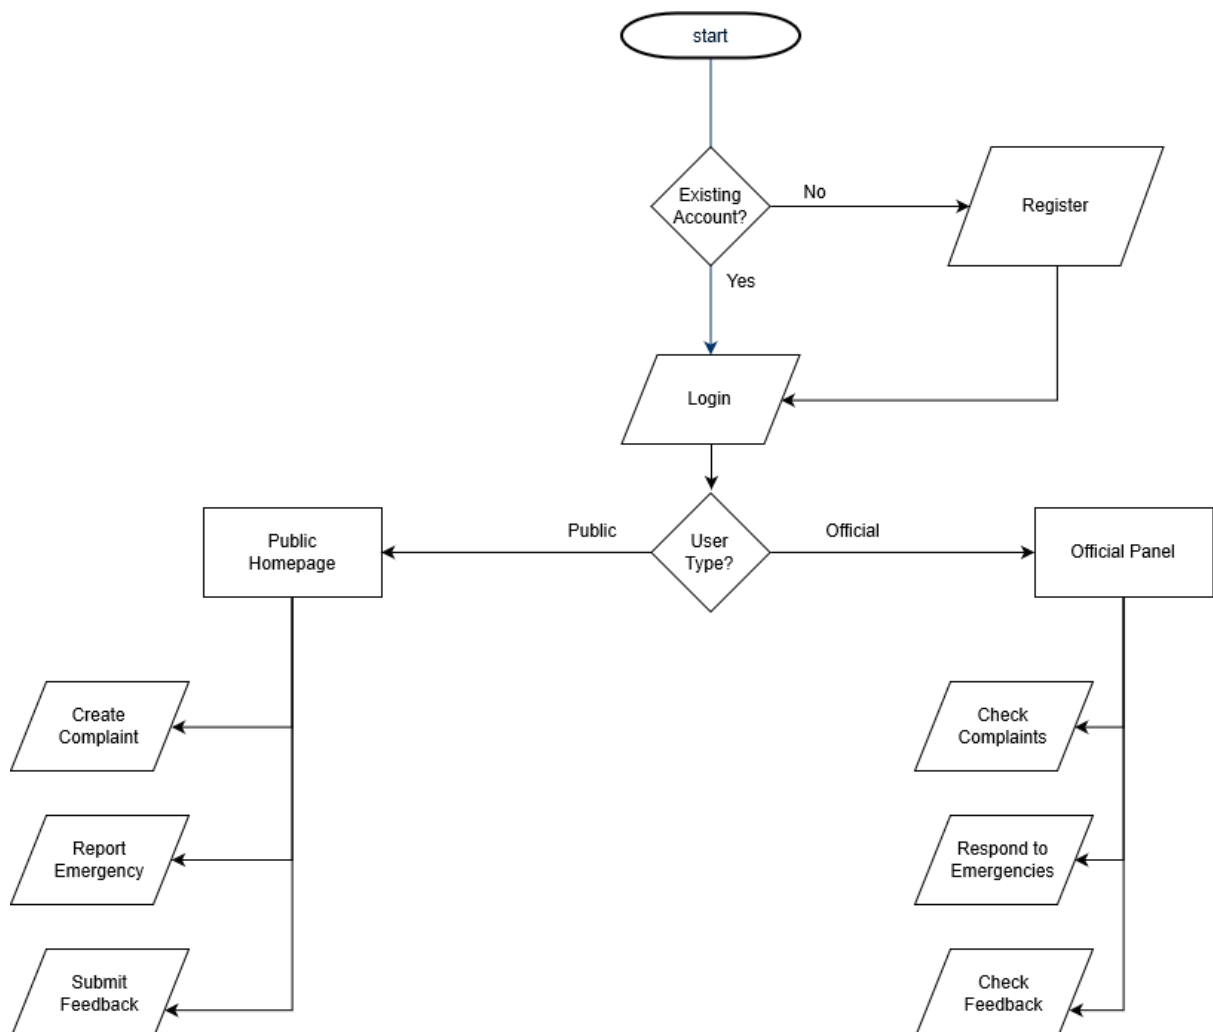 start
Existing
Account?
No
Register
Yes
Login
Public
Homepage
Public
User
Type?
Official
Official Panel
Create
Complaint
Check
Complaints
Report
Emergency
Respond to
Emergencies
Submit
Feedback
Check
Feedback